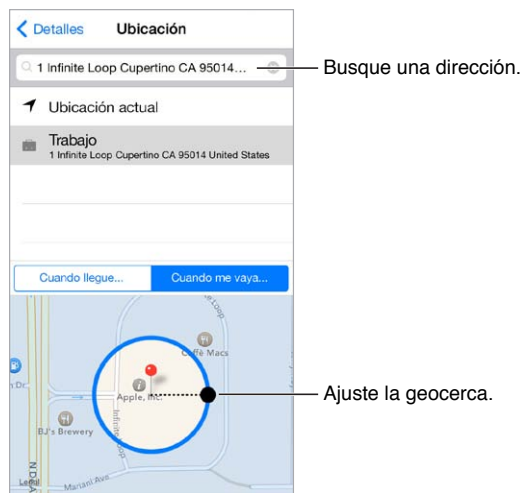 Detalles Ubicación
1 Infinite Loop Cupertino CA 95014...
Busque una dirección.
Ubicación actual
Trabajo
1 Infinite Loop Cupertino CA 95014 United States
Cuando llegue... Cuando me vaya...
Loop
Caffè Macs
Apple, Inc.
Ajuste la geocerca.
n Dr.
Infinite Loop
BJ's Brewery
N D
Mariani Ave